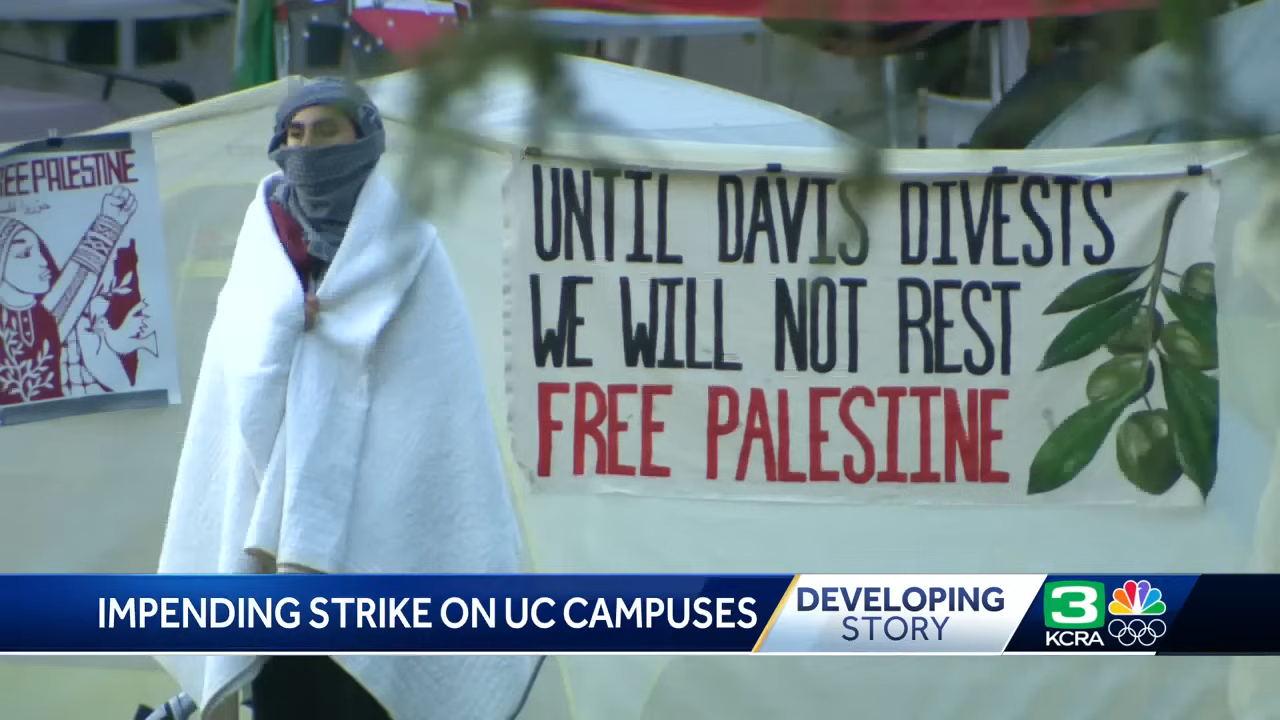 EE PALESTINE
UNTIL DAVIS DIVESTS
WE WILL NOT REST
FREE PALESTINE
IMPENDING STRIKE ON UC CAMPUSES
DEVELOPING
STORY
3
KCRA